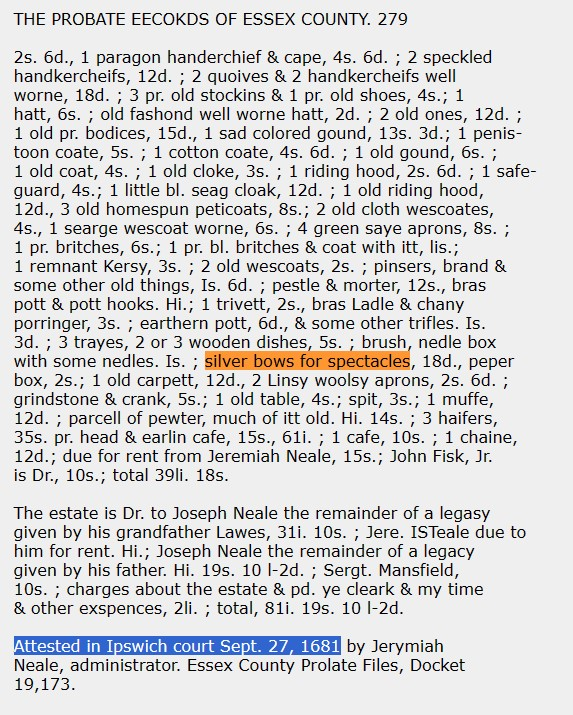 THE PROBATE EECOKDS OF ESSEX COUNTY. 279
2s. 6d., 1 paragon handerchief & cape, 4s. 6d. ; 2 speckled
handkercheifs, 12d. ; 2 quoives & 2 handkercheifs well
worne, 18d. ; 3 pr. old stockins & 1 pr. old shoes, 4s.; 1
hatt, 6s. ; old fashond well worne hatt, 2d. ; 2 old ones, 12d. ;
1 old pr. bodices, 15d., 1 sad colored gound, 13s. 3d.; 1 penis-
toon coate, 5s. ; 1 cotton coate, 4s. 6d. ; 1 old gound, 6s. ;
1 old coat, 4s. ; 1 old cloke, 3s. ; 1 riding hood, 2s. 6d. ; 1 safe-
guard, 4s.; 1 little bl. seag cloak, 12d. ; 1 old riding hood,
12d., 3 old homespun peticoats, 8s.; 2 old cloth wescoates,
4s., 1 searge wescoat worne, 6s. ; 4 green saye aprons, 8s. ;
1 pr. britches, 6s.; 1 pr. bl. britches & coat with itt, lis.;
1 remnant Kersy, 3s. ; 2 old wescoats, 2s. ; pinsers, brand &
some other old things, Is. 6d. ; pestle & morter, 12s., bras
pott & pott hooks. Hi.; 1 trivett, 2s., bras Ladle & chany
porringer, 3s. ; earthern pott, 6d., & some other trifles. Is.
3d. ; 3 trayes, 2 or 3 wooden dishes, 5s. ; brush, nedle box
with some nedles. Is. ; silver bows for spectacles, 18d., peper
box, 2s.; 1 old carpett, 12d., 2 Linsy woolsy aprons, 2s. 6d. ;
grindstone & crank, 5s.; 1 old table, 4s.; spit, 3s.; 1 muffe,
12d. ; parcell of pewter, much of itt old. Hi. 14s. ; 3 haifers,
35s. pr. head & earlin cafe, 15s., 61i. ; 1 cafe, 10s. ; 1 chaine,
12d.; due for rent from Jeremiah Neale, 15s.; John Fisk, Jr.
is Dr., 10s.; total 39li. 18s.
The estate is Dr. to Joseph Neale the remainder of a legasy
given by his grandfather Lawes, 31i. 10s. ; Jere. ISTeale due to
him for rent. Hi.; Joseph Neale the remainder of a legacy
given by his father. Hi. 19s. 10 l-2d. ; Sergt. Mansfield,
10s. ; charges about the estate & pd. ye cleark & my time
& other exspences, 2li. ; total, 81i. 19s. 10 l-2d.
Attested in Ipswich court Sept. 27, 1681 by Jerymiah
Neale, administrator. Essex County Prolate Files, Docket
19,173.